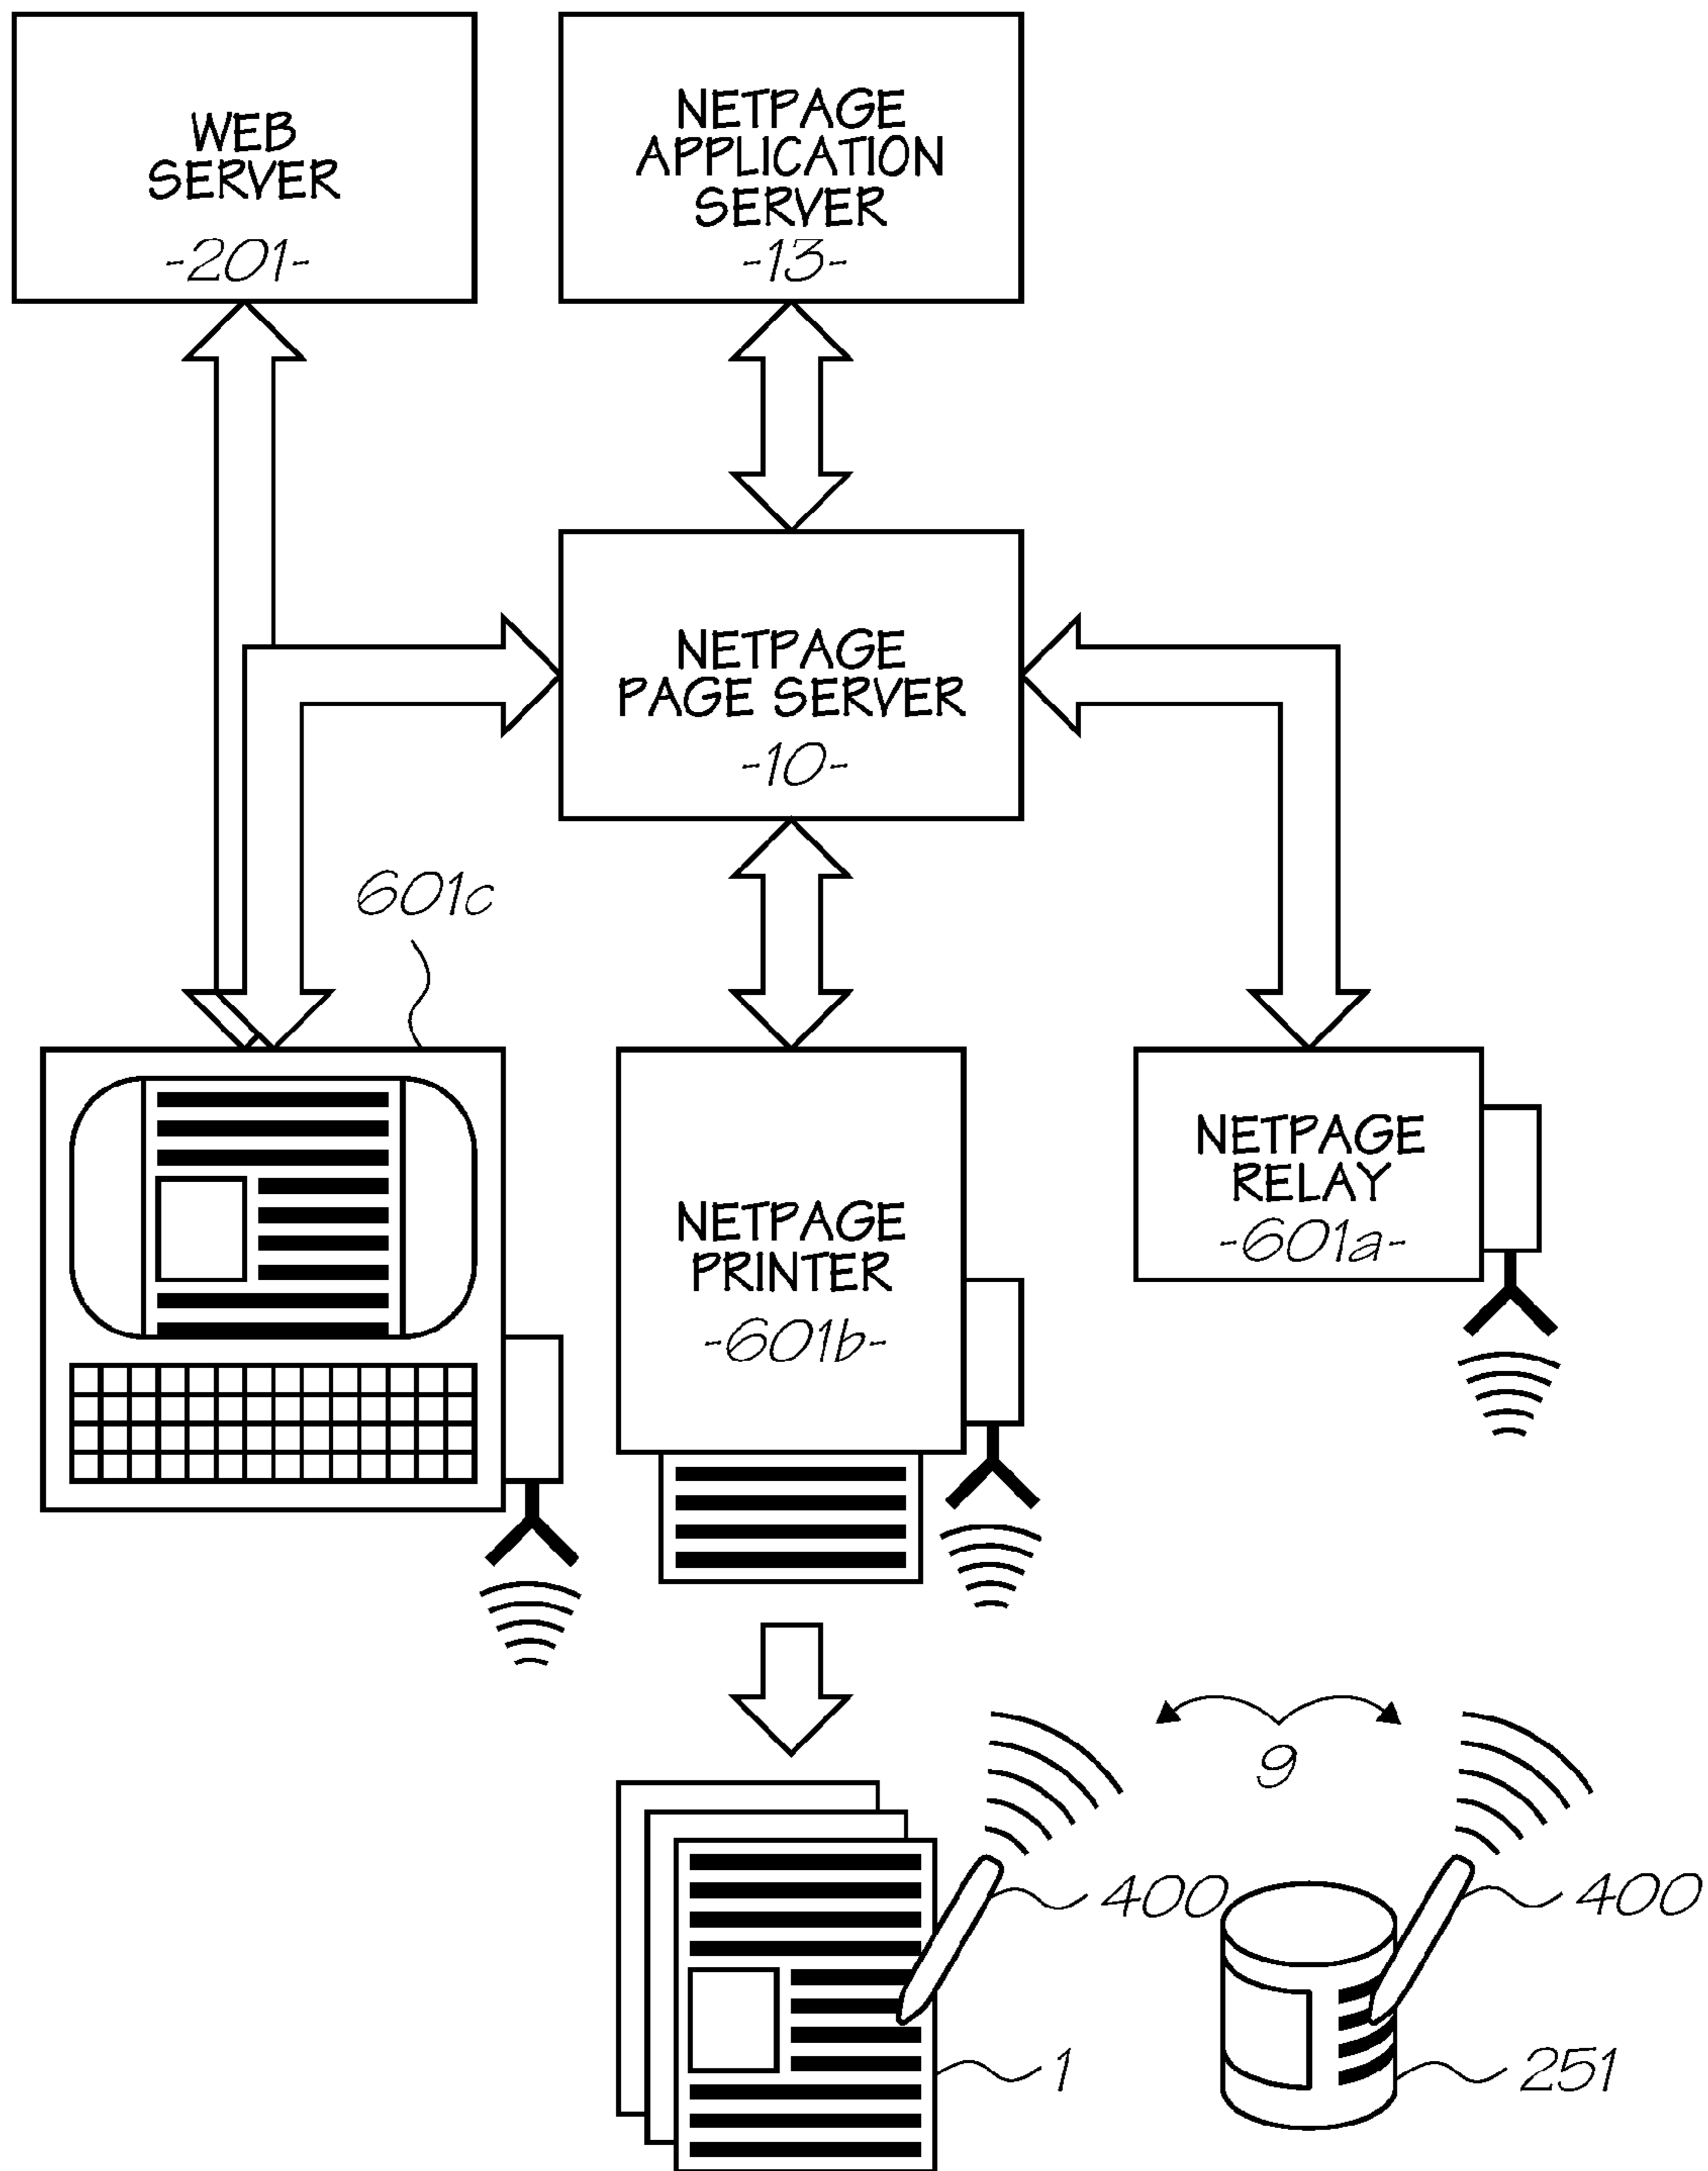 WEB
SERVER
-201-
NETPAGE
APPLICATION
SERVER
-13-
NETPAGE
PAGE SERVER
-10-
601c
NETPAGE
PRINTER
-601b-
NETPAGE
RELAY
-601a-
9
400
400
1
251